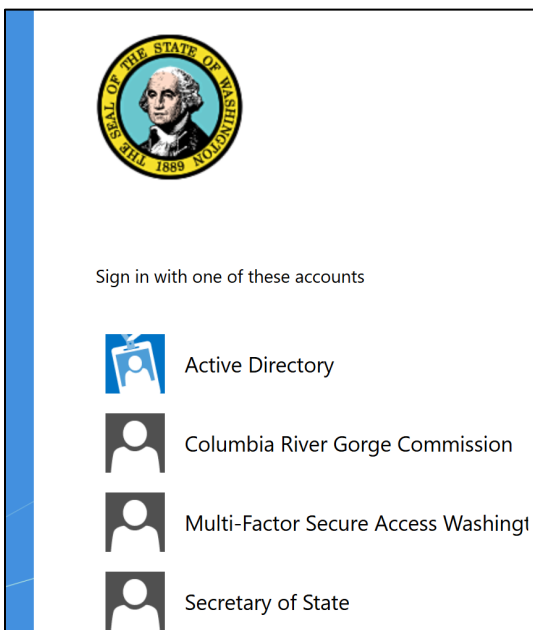 THE SEAL OF THE STATE OF WASHINGTON
1889
Sign in with one of these accounts
Active Directory
Columbia River Gorge Commission
Multi-Factor Secure Access Washingt
Secretary of State